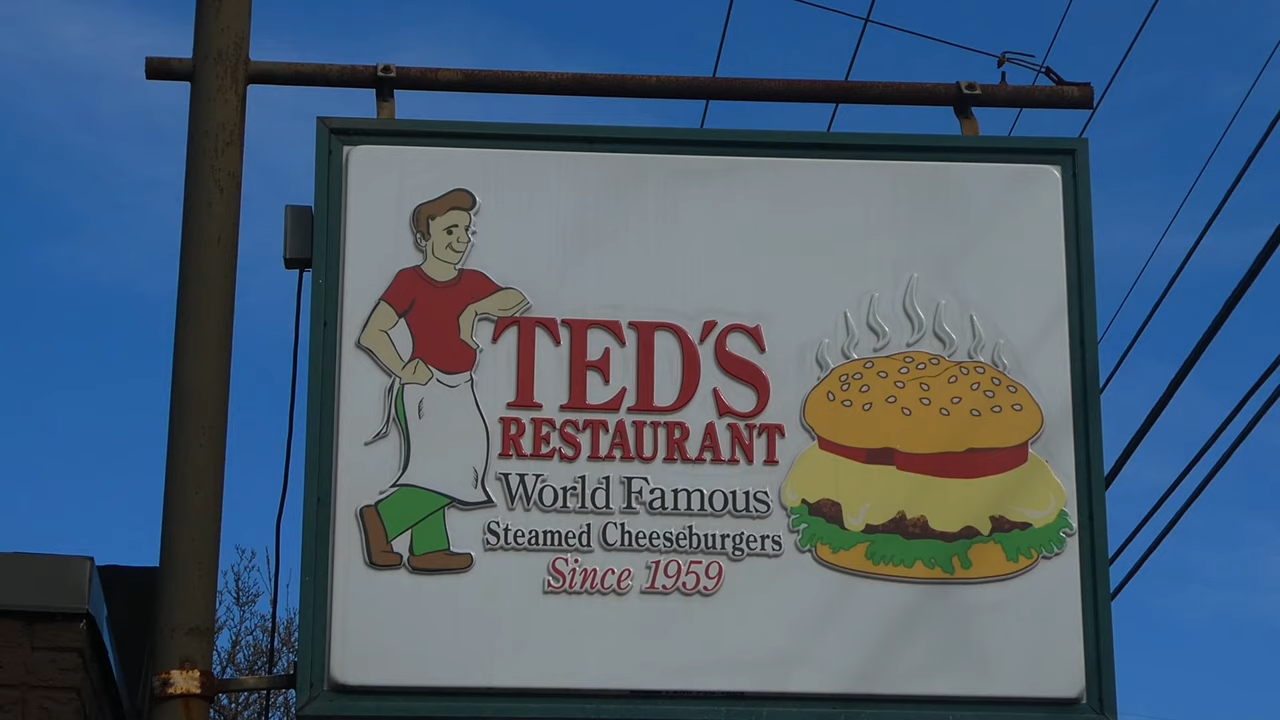 TED'S
RESTAURANT
World Famous
Steamed Cheeseburgers
Since 1959